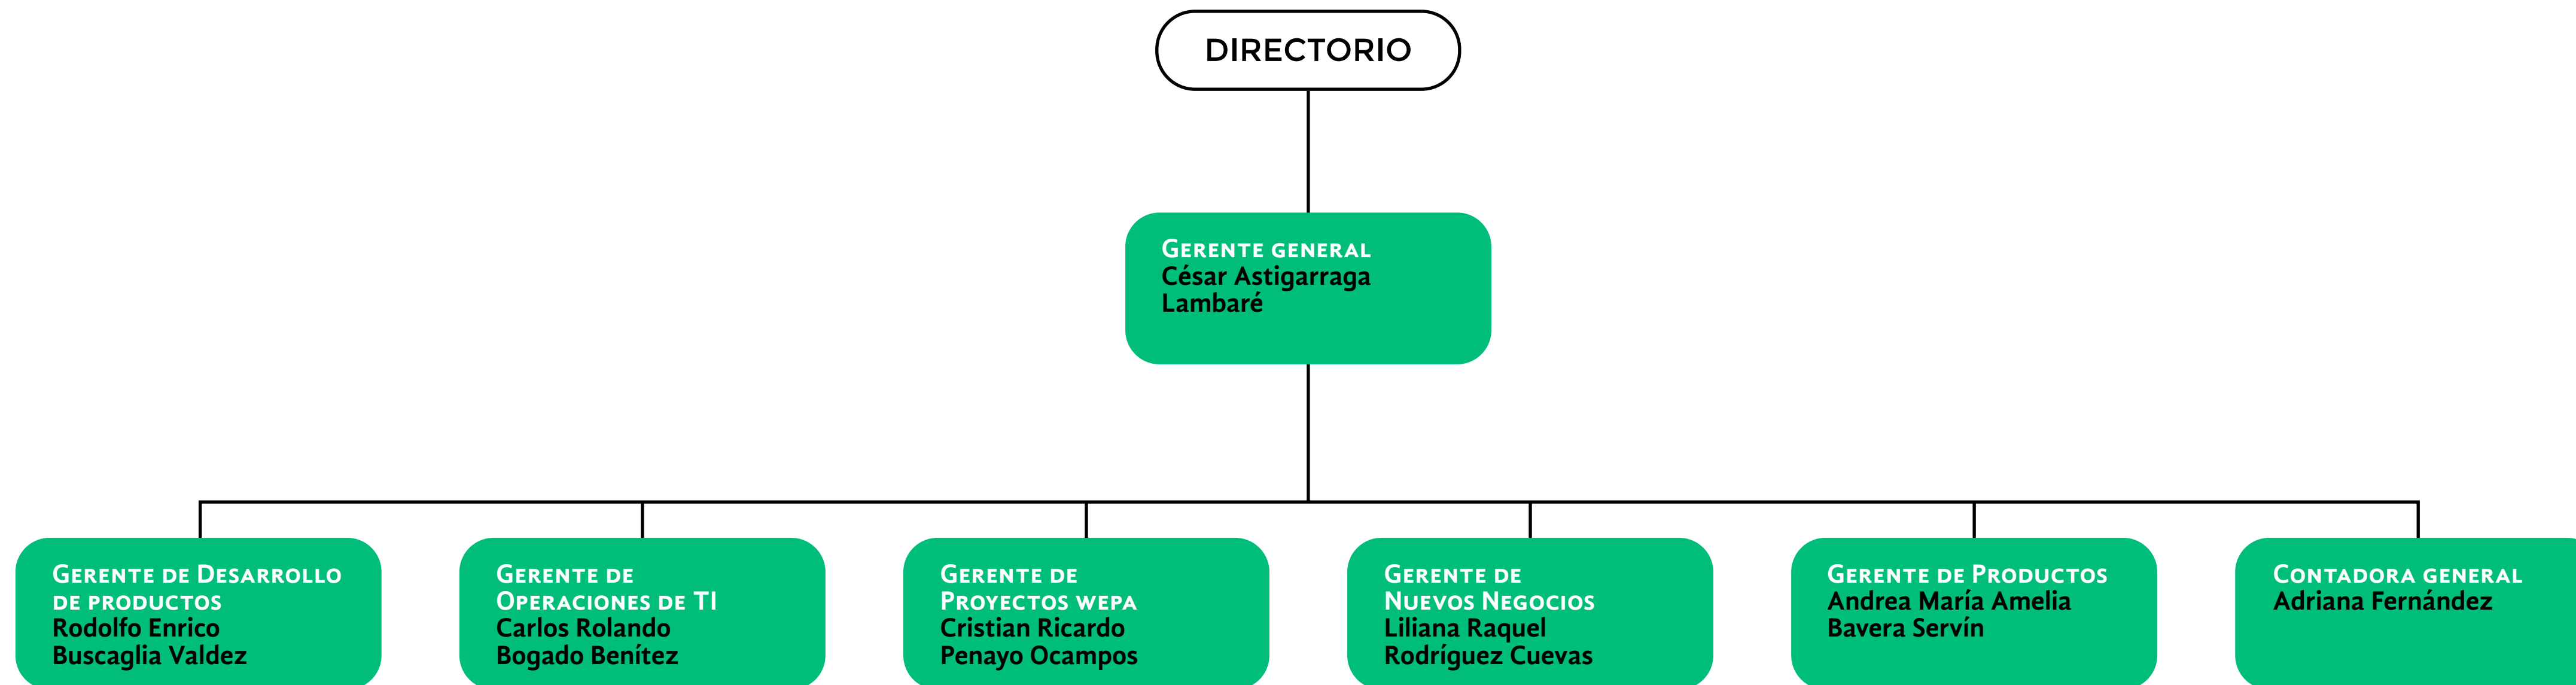 DIRECTORIO
Gerente general
César Astigarraga
Lambaré
Gerente de Desarrollo
de productos
Rodolfo Enrico
Buscaglia Valdez
Gerente de
Operaciones de TI
Carlos Rolando
Bogado Benítez
Gerente de
Proyectos wepa
Cristian Ricardo
Penayo Ocampos
Gerente de
Nuevos Negocios
Liliana Raquel
Rodríguez Cuevas
Gerente de Productos
Andrea María Amelia
Bavera Servín
Contadora general
Adriana Fernández